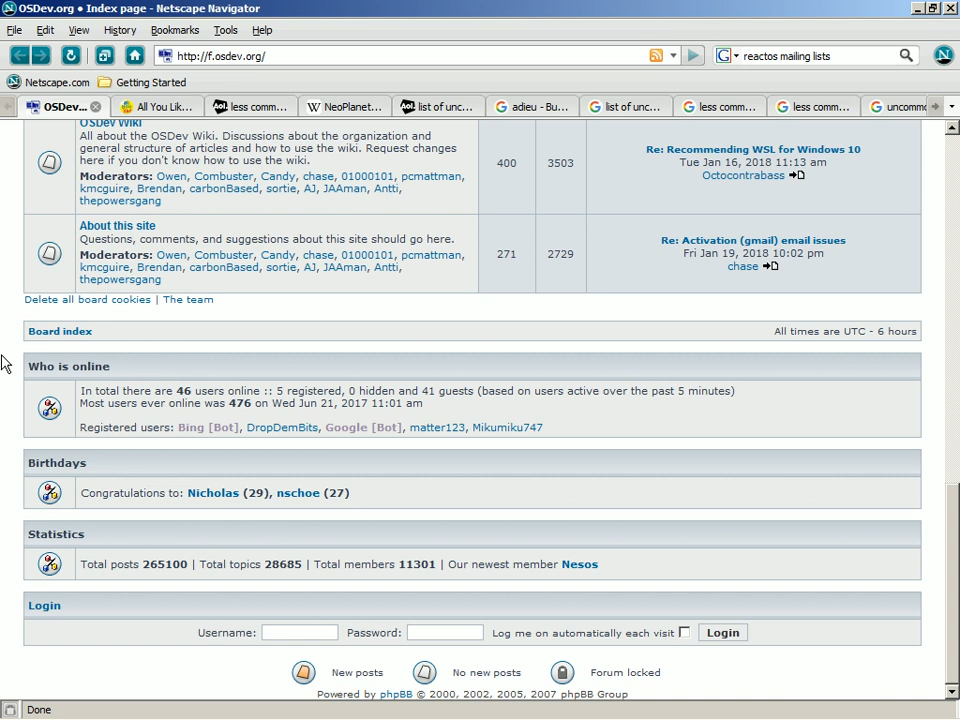 OSDev.org • Index page - Netscape Navigator
File Edit View History Bookmarks Tools Help
http://f.osdev.org/
G reactos mailing lists
N
Netscape.com Getting Started
OSDev...
All You Lik...
AOL less comm...
W NeoPlanet...
AOL list of unc...
G adieu - Bu...
G list of unc...
G less comm...
G less comm...
G uncommo
OSDev Wiki
All about the OSDev Wiki. Discussions about the organization and
general structure of articles and how to use the wiki. Request changes
here if you don't know how to use the wiki.
Moderators: Owen, Combuster, Candy, chase, 01000101, pcmattman,
kmcguire, Brendan, carbonBased, sortie, AJ, JAAman, Antti,
thepowersgang
400
3503
Re: Recommending WSL for Windows 10
Tue Jan 16, 2018 11:13 am
Octocontrabass
About this site
Questions, comments, and suggestions about this site should go here.
Moderators: Owen, Combuster, Candy, chase, 01000101, pcmattman,
kmcguire, Brendan, carbonBased, sortie, AJ, JAAman, Antti,
thepowersgang
271
2729
Re: Activation (gmail) email issues
Fri Jan 19, 2018 10:02 pm
chase
Delete all board cookies | The team
Board index
All times are UTC - 6 hours
Who is online
In total there are 46 users online :: 5 registered, 0 hidden and 41 guests (based on users active over the past 5 minutes)
Most users ever online was 476 on Wed Jun 21, 2017 11:01 am
Registered users: Bing [Bot], DropDemBits, Google [Bot], matter123, Mikumiku747
Birthdays
Congratulations to: Nicholas (29), nschoe (27)
Statistics
Total posts 265100 | Total topics 28685 | Total members 11301 | Our newest member Nesos
Login
Username: Password: Log me on automatically each visit Login
New posts No new posts Forum locked
Powered by phpBB © 2000, 2002, 2005, 2007 phpBB Group
Done